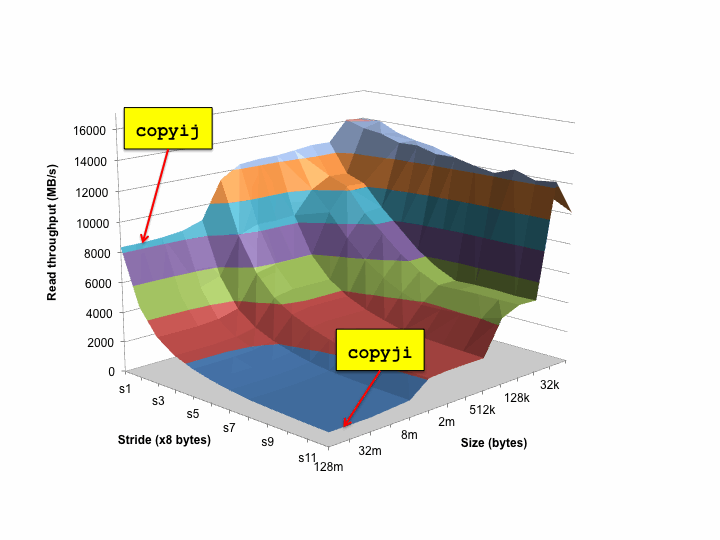 copyij
16000
14000
12000
10000
8000
6000
4000
2000
0
Read throughput (MB/s)
copyji
s1
s3
s5
s7
s9
s11
Stride (x8 bytes)
128m
32m
8m
2m
512k
128k
32k
Size (bytes)